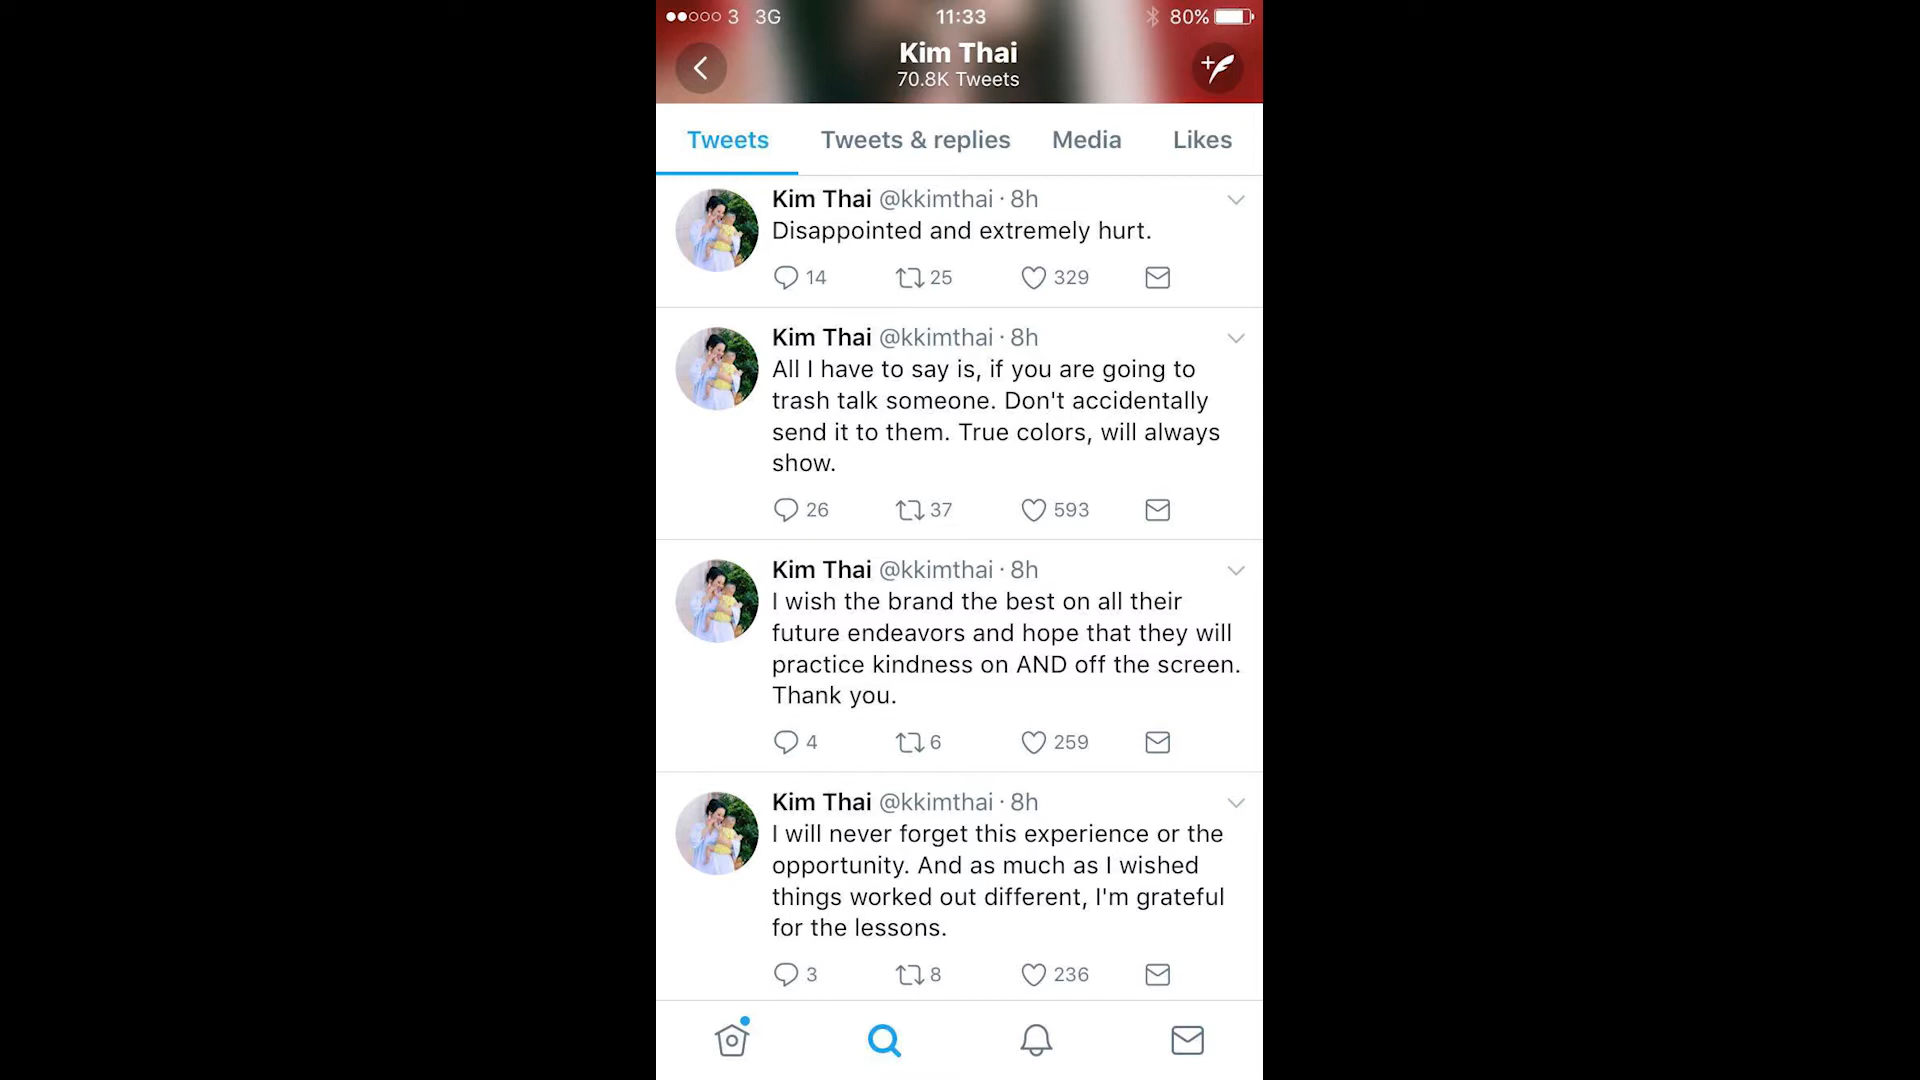 3 3G 11:33 80%
Kim Thai
70.8K Tweets
Tweets Tweets & replies Media Likes
Kim Thai @kkimthai · 8h
Disappointed and extremely hurt.
14 25 329
Kim Thai @kkimthai · 8h
All I have to say is, if you are going to
trash talk someone. Don't accidentally
send it to them. True colors, will always
show.
26 37 593
Kim Thai @kkimthai · 8h
I wish the brand the best on all their
future endeavors and hope that they will
practice kindness on AND off the screen.
Thank you.
4 6 259
Kim Thai @kkimthai · 8h
I will never forget this experience or the
opportunity. And as much as I wished
things worked out different, I'm grateful
for the lessons.
3 8 236